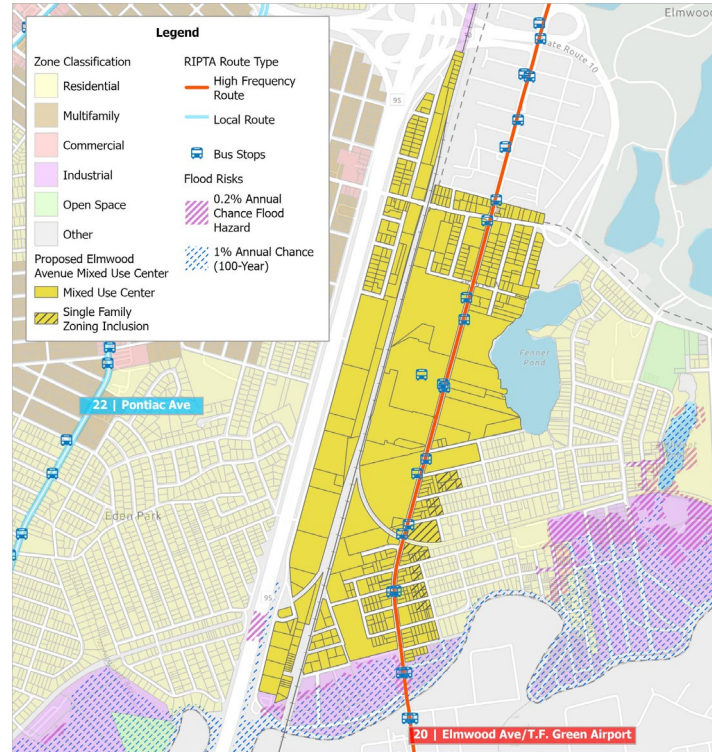 Legend
Zone Classification
Residential
Multifamily
Commercial
Industrial
Open Space
Other
Proposed Elmwood
Avenue Mixed Use Center
Mixed Use Center
Single Family
Zoning Inclusion
RIPTA Route Type
High Frequency
Route
Local Route
Bus Stops
Flood Risks
0.2% Annual
Chance Flood
Hazard
1% Annual Chance
(100-Year)
Elmwood
ate Route 10
10
95
Fenner
Pond
22 | Pontiac Ave
Eden Park
95
20 | Elmwood Ave/T.F. Green Airport